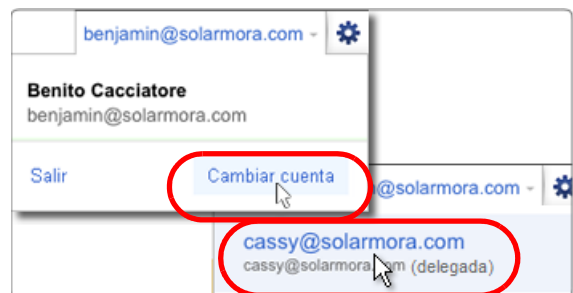 benjamin@solarmora.com
Benito Cacciatore
benjamin@solarmora.com
Salir
Cambiar cuenta
@solarmora.com
cassy@solarmora.com
cassy@solarmora.com (delegada)